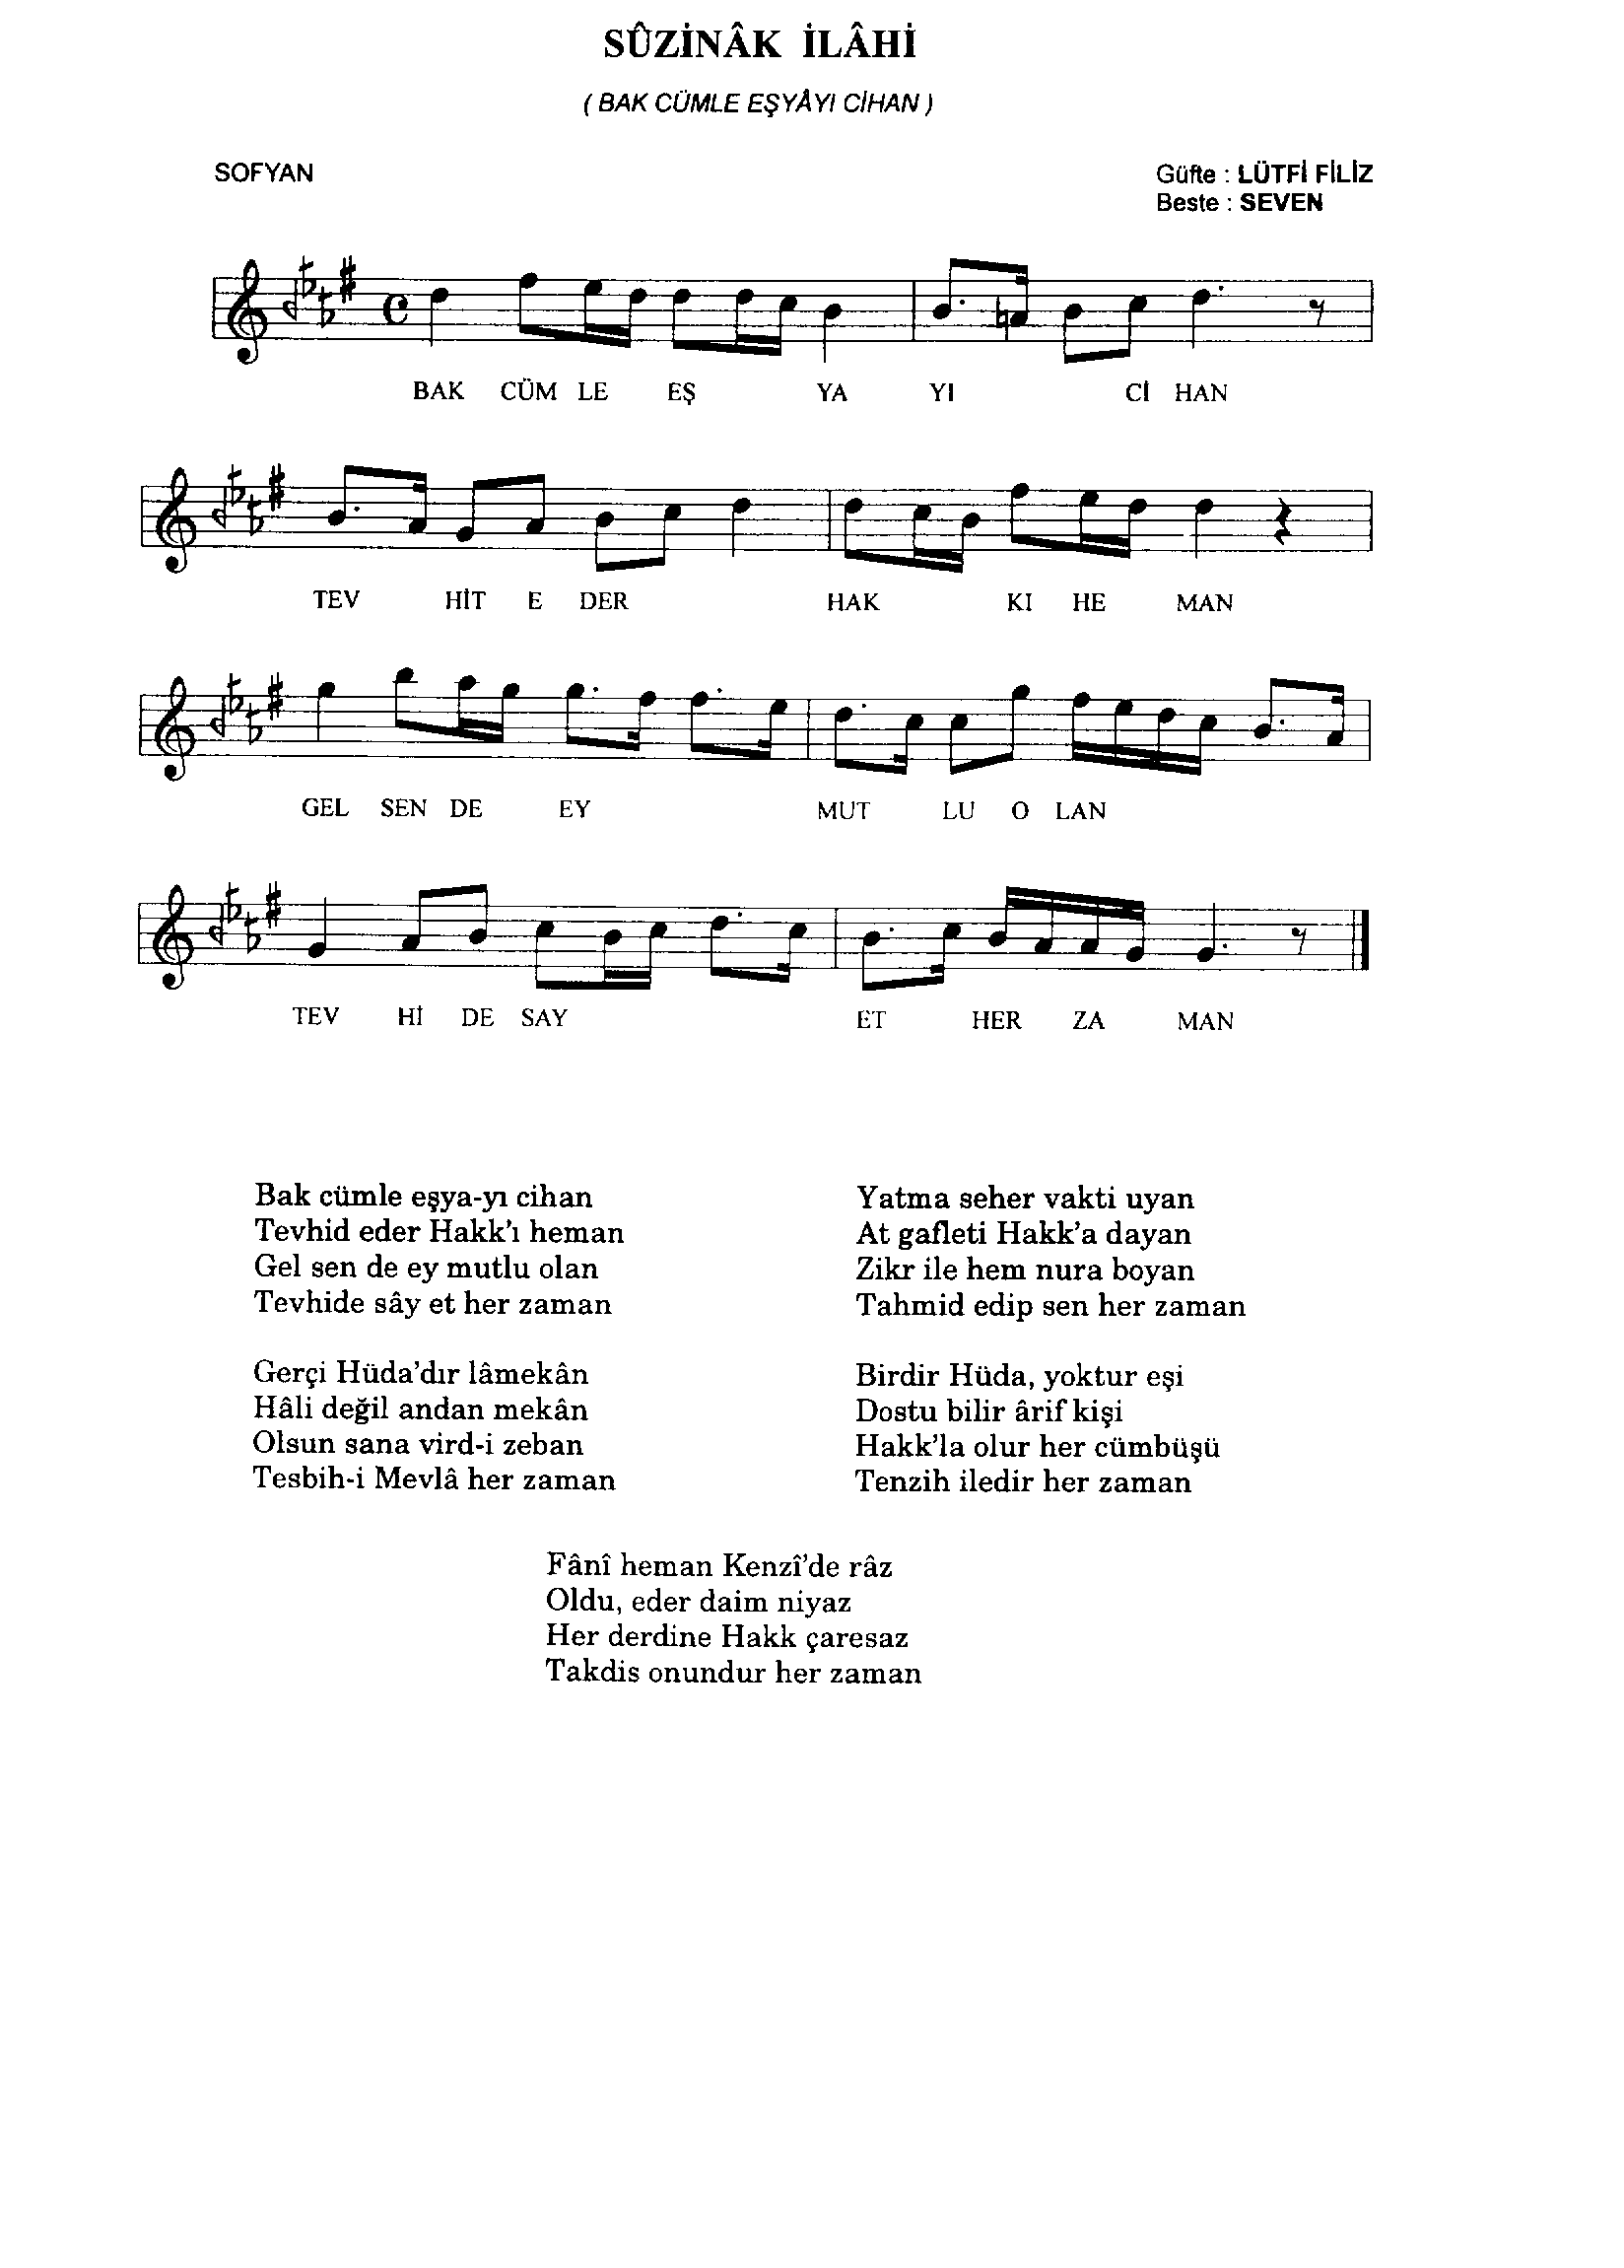 SÛZİNÂK İLÂHİ
( BAK CÜMLE EŞYÂYI CİHAN )
SOFYAN
Güfte : LÜTFİ FİLİZ
Beste : SEVEN
BAK CÜM LE EŞ YA YI Cİ HAN
TEV HİT E DER HAK KI HE MAN
GEL SEN DE EY MUT LU O LAN
TEV Hİ DE SAY ET HER ZA MAN
Bak cümle eşya-yı cihan
Tevhid eder Hakk'ı heman
Gel sen de ey mutlu olan
Tevhide sây et her zaman
Yatma seher vakti uyan
At gafleti Hakk'a dayan
Zikr ile hem nura boyan
Tahmid edip sen her zaman
Gerçi Hüda'dır lâmekân
Hâli değil andan mekân
Olsun sana vird-i zeban
Tesbih-i Mevlâ her zaman
Birdir Hüda, yoktur eşi
Dostu bilir ârif kişi
Hakk'la olur her cümbüşü
Tenzih iledir her zaman
Fânî heman Kenzî'de râz
Oldu, eder daim niyaz
Her derdine Hakk çaresaz
Takdis onundur her zaman